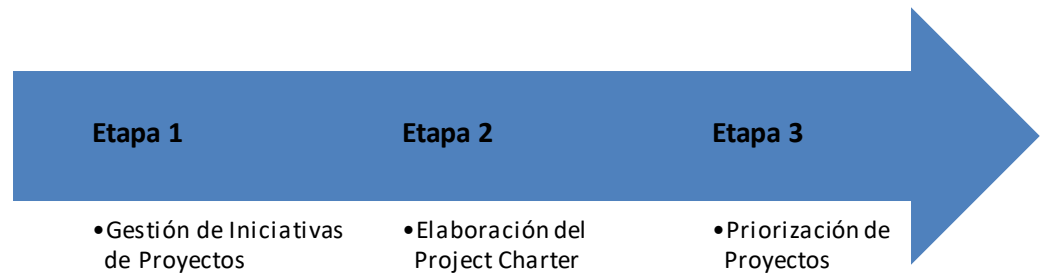 Etapa 1
Etapa 2
Etapa 3
•Gestión de Iniciativas
de Proyectos
•Elaboración del
Project Charter
•Priorización de
Proyectos